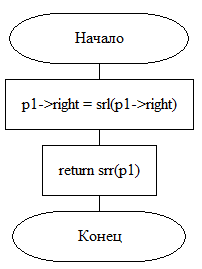 Начало
p1->right = srl(p1->right)
return srr(p1)
Конец